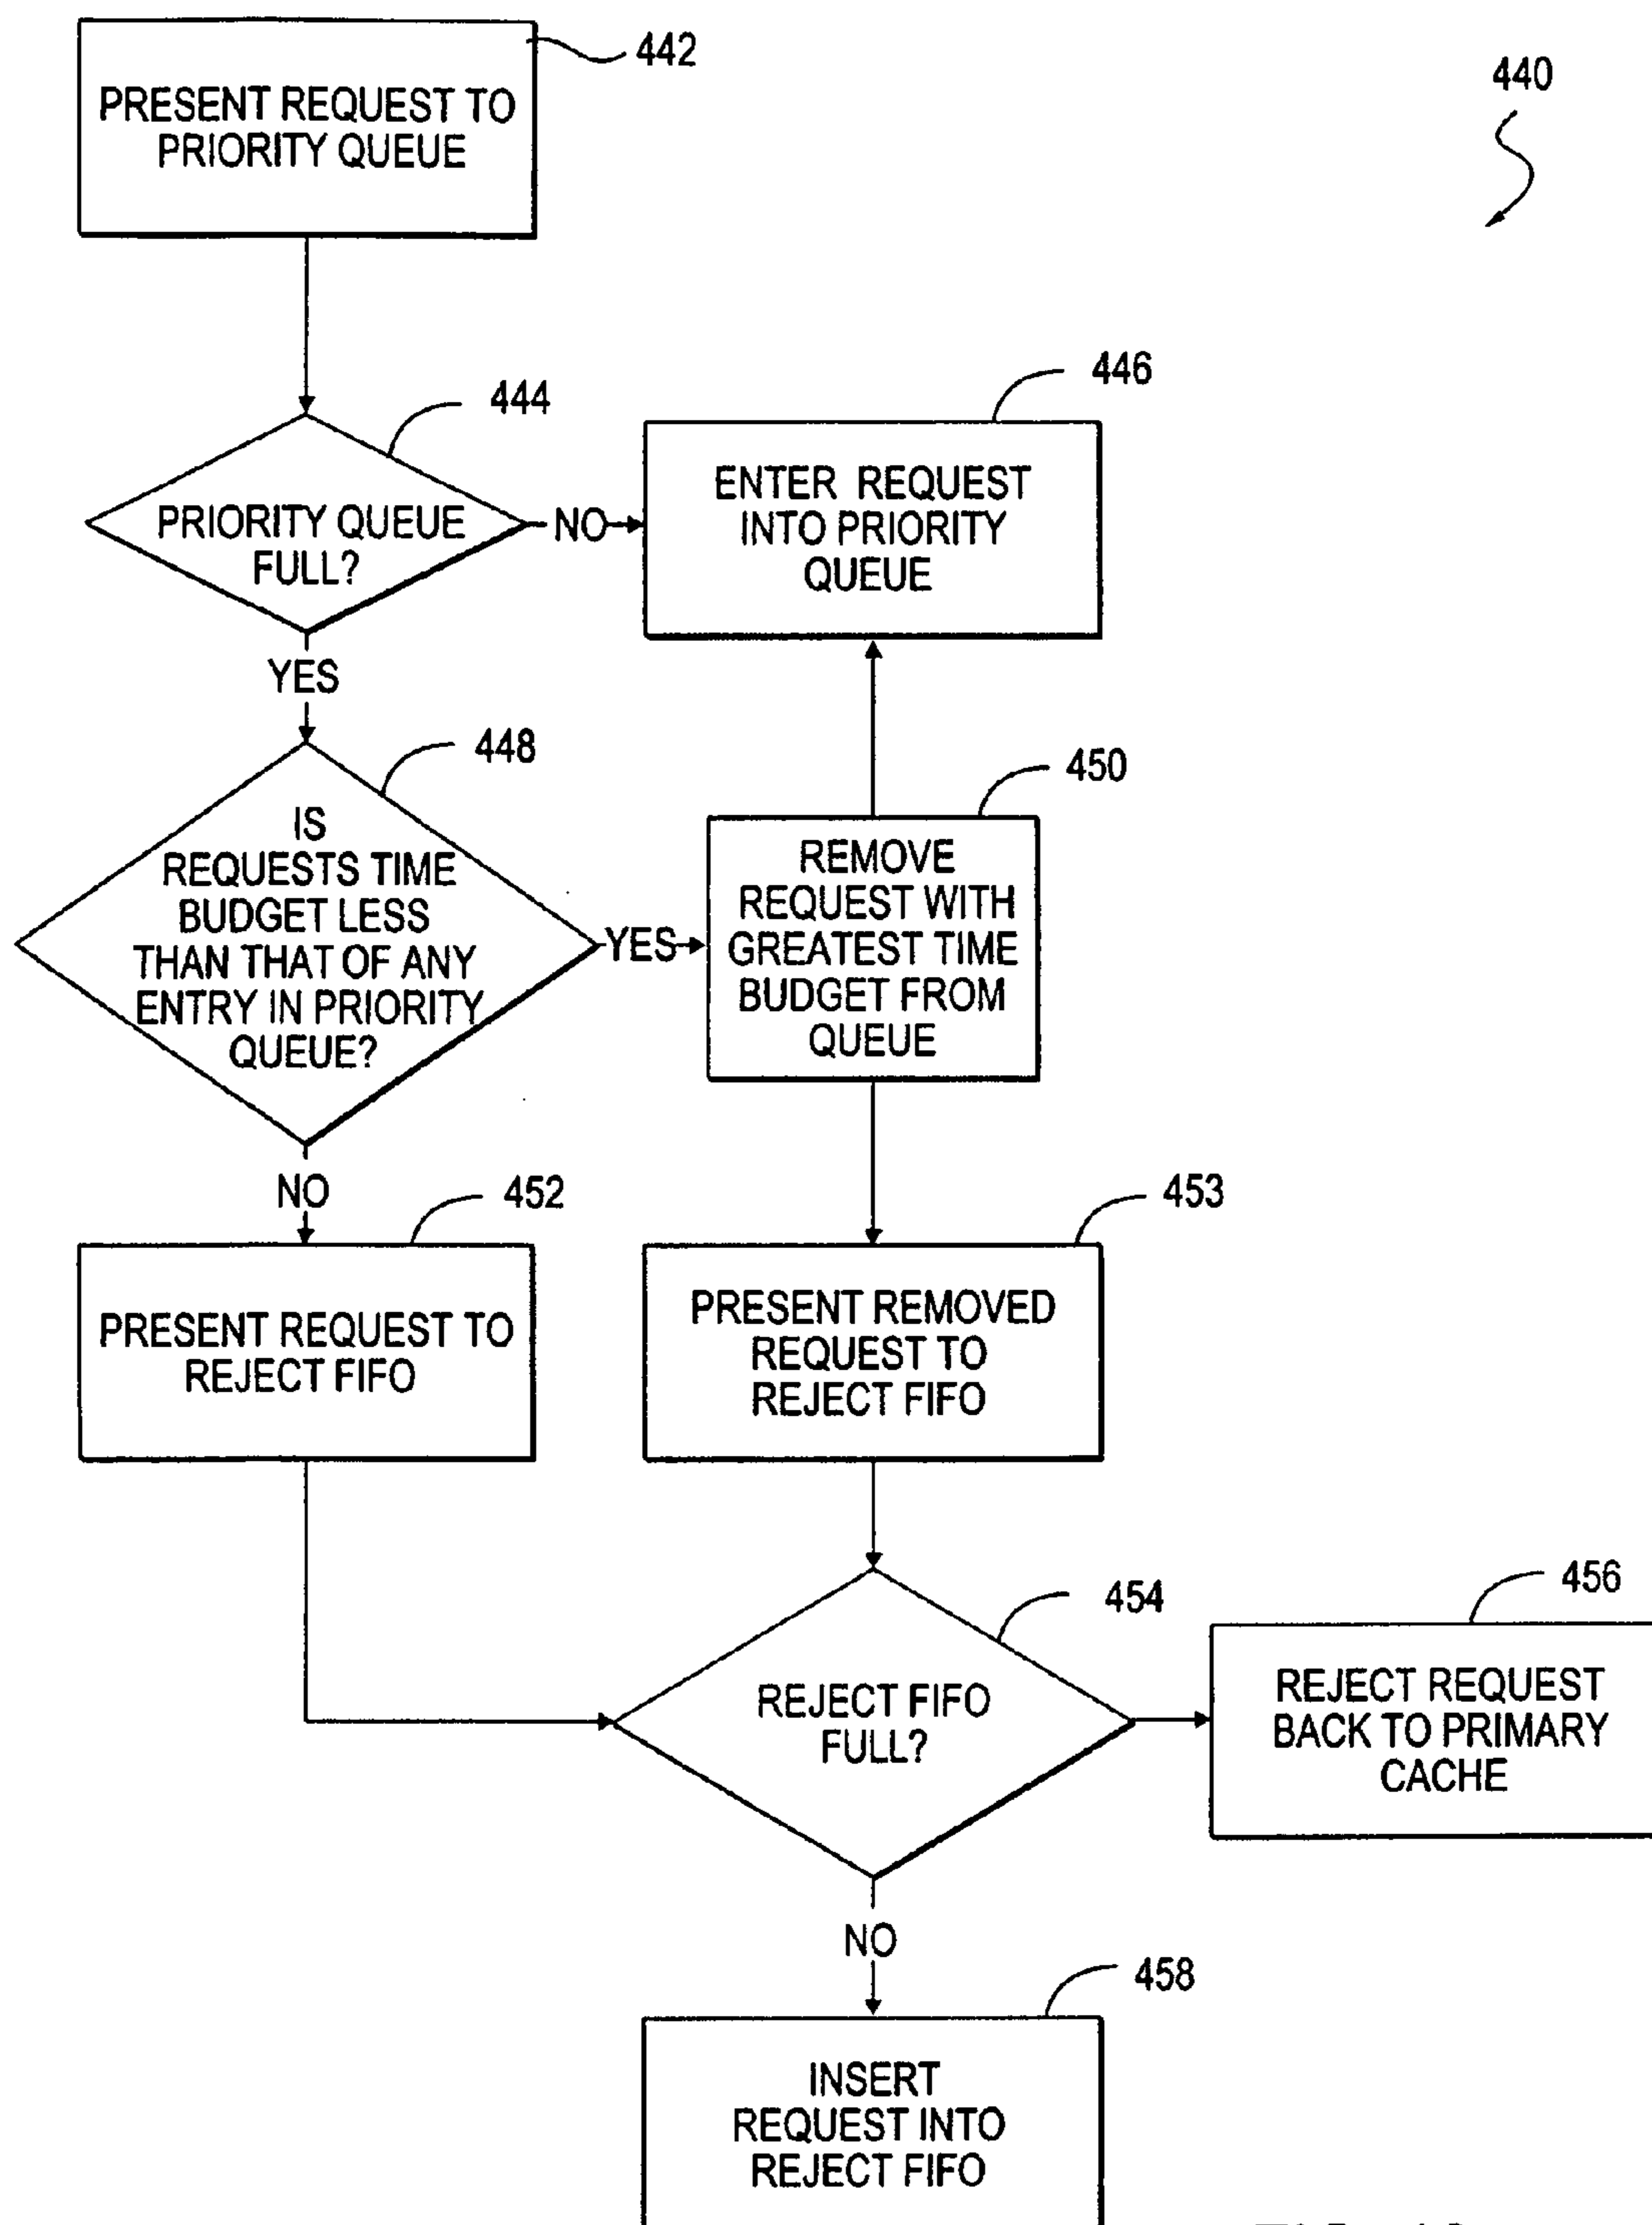 442
PRESENT REQUEST TO
PRIORITY QUEUE
440
444
PRIORITY QUEUE
FULL?
NO
446
ENTER REQUEST
INTO PRIORITY
QUEUE
YES
448
IS
REQUESTS TIME
BUDGET LESS
THAN THAT OF ANY
ENTRY IN PRIORITY
QUEUE?
YES
450
REMOVE
REQUEST WITH
GREATEST TIME
BUDGET FROM
QUEUE
NO
452
PRESENT REQUEST TO
REJECT FIFO
453
PRESENT REMOVED
REQUEST TO
REJECT FIFO
454
REJECT FIFO
FULL?
456
REJECT REQUEST
BACK TO PRIMARY
CACHE
NO
458
INSERT
REQUEST INTO
REJECT FIFO